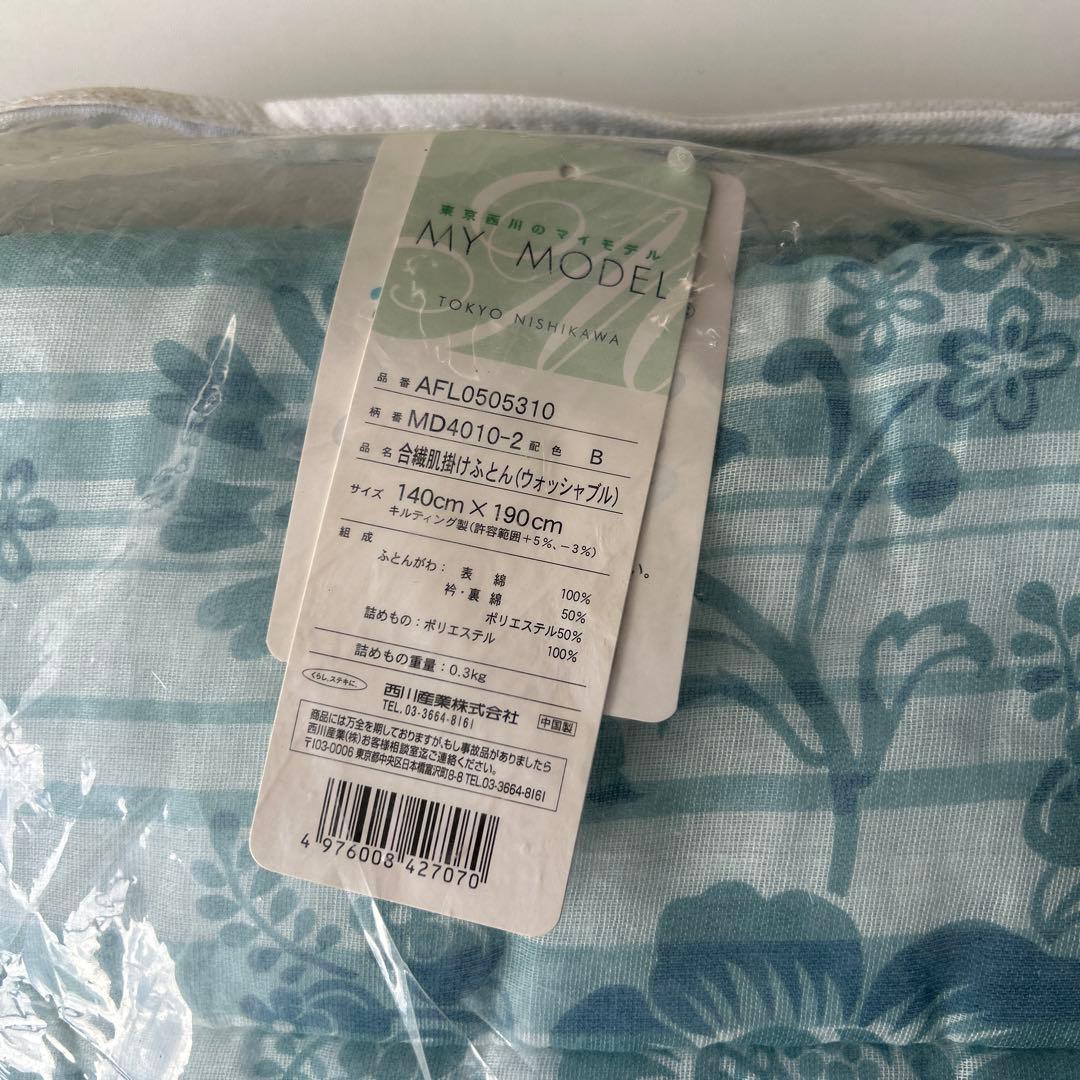 東京西川のマイモデル
MY MODEL
TOKYO NISHIKAWA
品番 AFL0505310
柄番 MD4010-2 配色 B
品名 合繊肌掛けふとん(ウォッシャブル)
サイズ 140cm×190cm
キルティング製(許容範囲+5%、-3%)
組成
ふとんがわ: 表 綿 100%
衿・裏 綿 50%
ポリエステル50%
詰めもの:ポリエステル 100%
詰めもの重量:0.3kg
くらし、ステキに。
西川産業株式会社
TEL.03-3664-8161
中国製
商品には万全を期しておりますが、もし事故品がありましたら
西川産業(株)お客様相談室迄ご連絡ください。
〒103-0006 東京都中央区日本橋富沢町8-8 TEL.03-3664-8161
4 976008 427070
い。